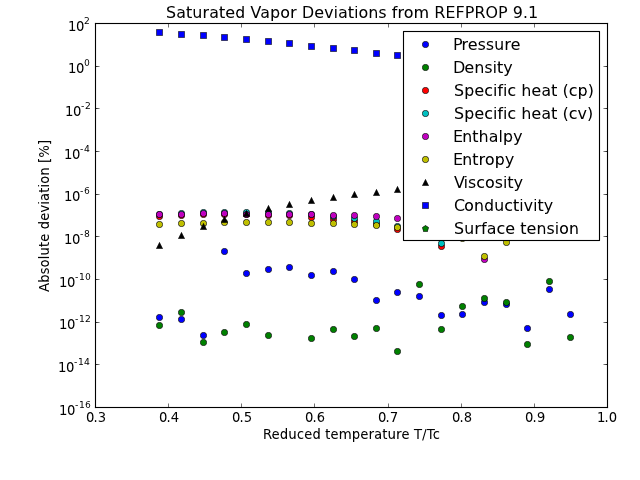 Saturated Vapor Deviations from REFPROP 9.1
Absolute deviation [%]
10^2
10^0
10^-2
10^-4
10^-6
10^-8
10^-10
10^-12
10^-14
10^-16
Pressure
Density
Specific heat (cp)
Specific heat (cv)
Enthalpy
Entropy
Viscosity
Conductivity
Surface tension
0.3 0.4 0.5 0.6 0.7 0.8 0.9 1.0
Reduced temperature T/Tc